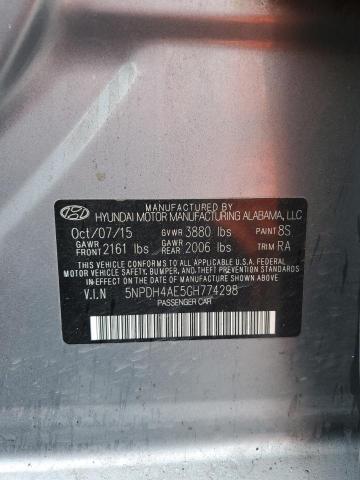 MANUFACTURED BY
HYUNDAI MOTOR MANUFACTURING ALABAMA, LLC
Oct/07/15 GVWR 3880 lbs PAINT 8S
GAWR FRONT 2161 lbs GAWR REAR 2006 lbs TRIM RA
THIS VEHICLE CONFORMS TO ALL APPLICABLE U.S. FEDERAL
MOTOR VEHICLE SAFETY, BUMPER, AND THEFT PREVENTION
STANDARDS IN EFFECT ON THE DATE OF MANUFACTURE SHOWN ABOVE.
V.I.N 5NPDH4AE5GH774298
PASSENGER CAR